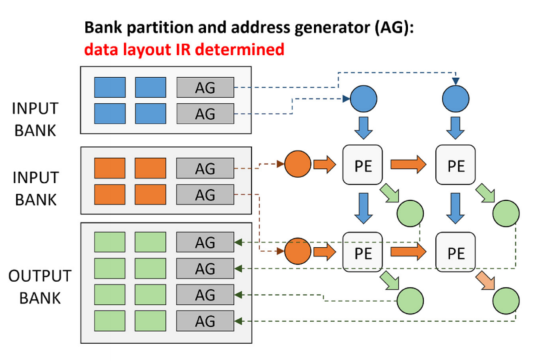 Bank partition and address generator (AG):
data layout IR determined
INPUT
BANK
AG
AG
INPUT
BANK
AG
AG
OUTPUT
BANK
AG
AG
AG
AG
PE
PE
PE
PE